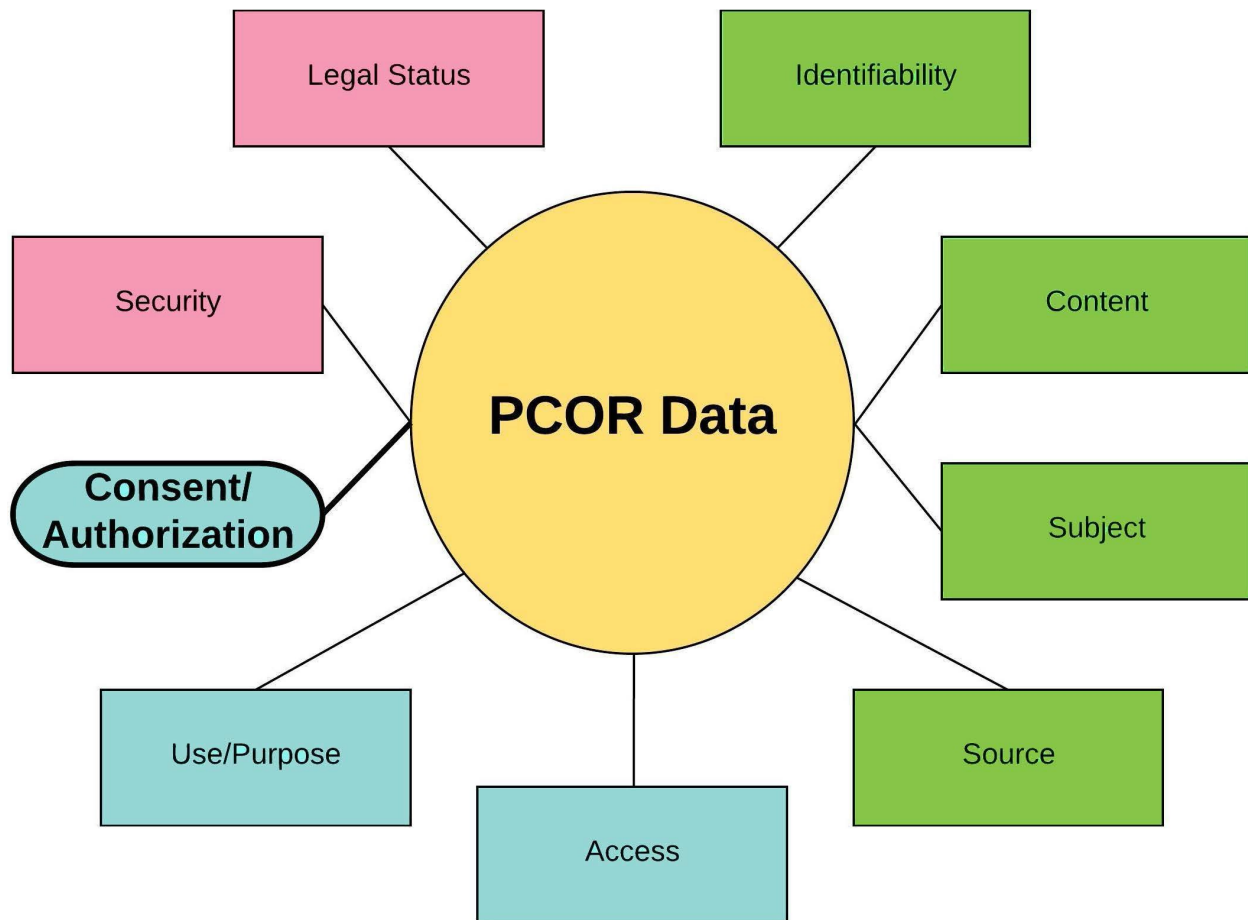 Legal Status
Identifiability
Security
Content
PCOR Data
Consent/
Authorization
Subject
Use/Purpose
Source
Access